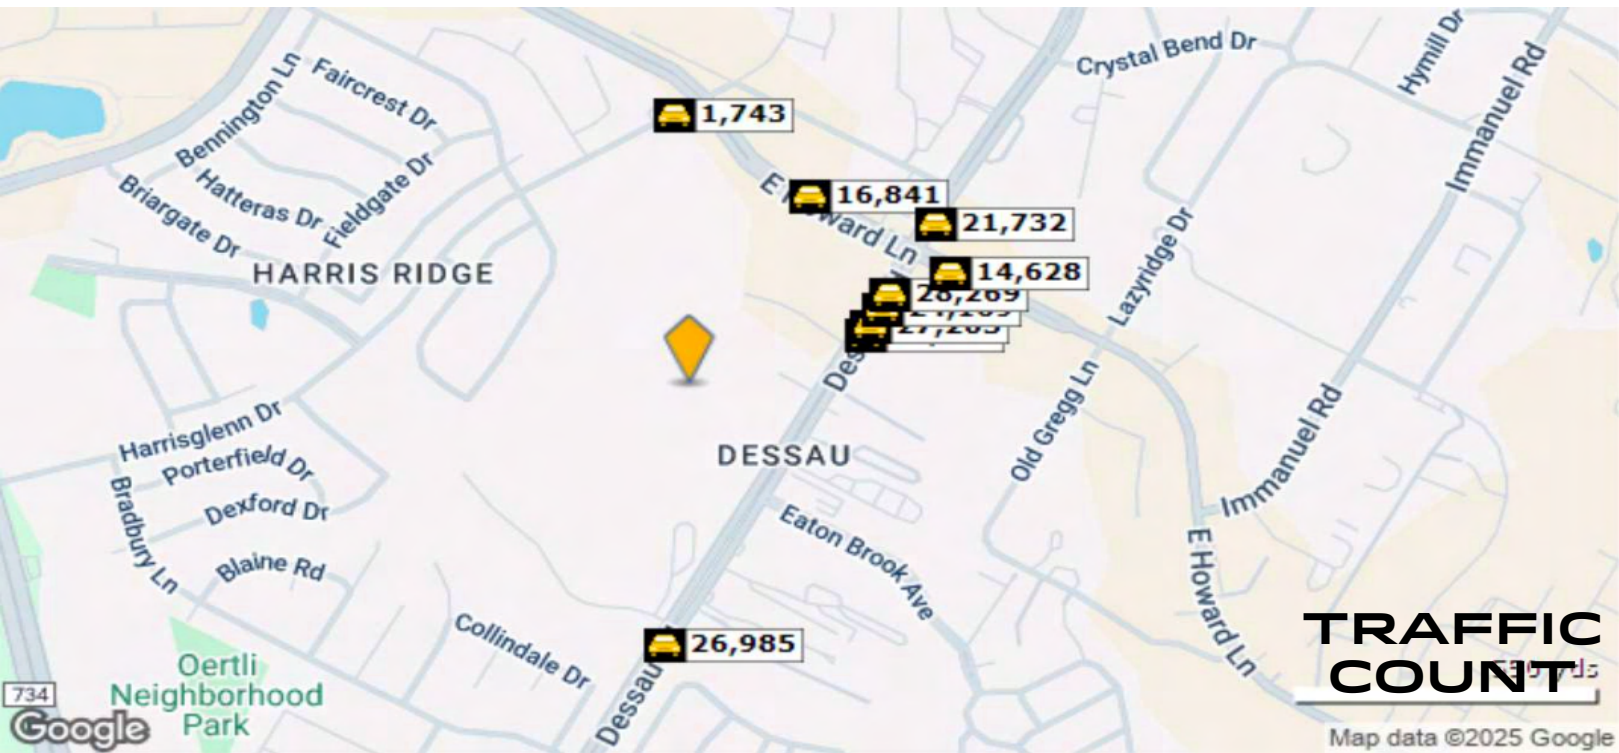 Crystal Bend Dr
Hymill Dr
Immanuel Rd
Bennington Ln
Faircrest Dr
1,743
Hatteras Dr
Fieldgate Dr
Briargate Dr
16,841
21,732
Lazyridge Dr
HARRIS RIDGE
14,628
28,269
Old Gregg Ln
Immanuel Rd
Harrisglenn Dr
Porterfield Dr
DESSAU
Bradbury Ln
Dexford Dr
Eaton Brook Ave
Blaine Rd
E Howard Ln
Collindale Dr
26,985
Dessau
TRAFFIC
COUNT
Oertli
Neighborhood
Park
734
Google
Map data ©2025 Google